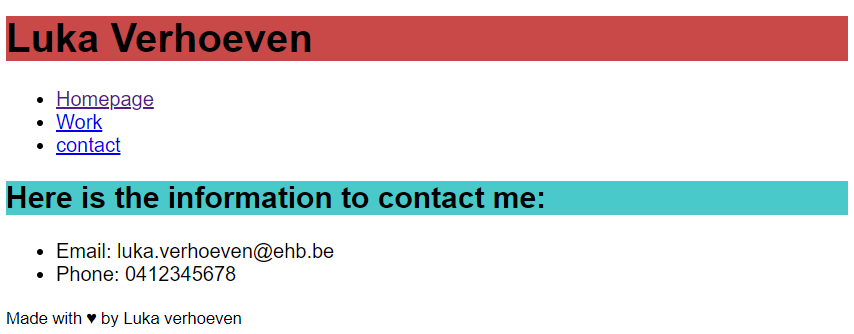 Luka Verhoeven
Homepage
Work
contact
Here is the information to contact me:
Email: luka.verhoeven@ehb.be
Phone: 0412345678
Made with ♥ by Luka verhoeven